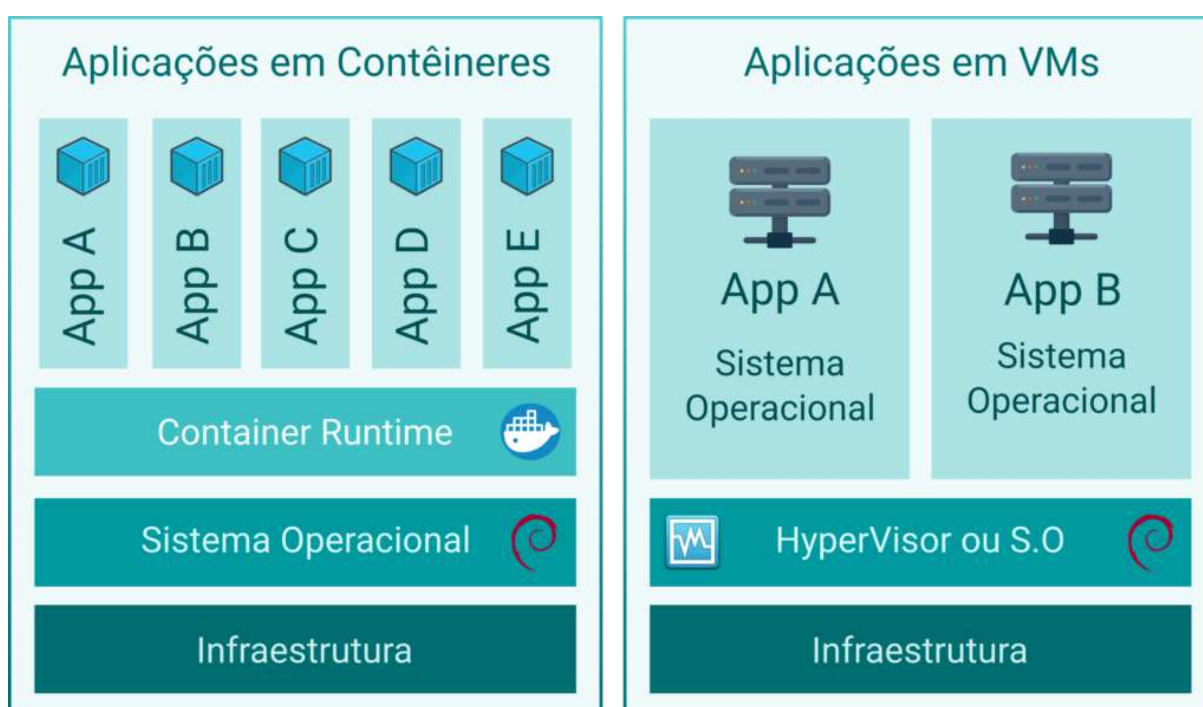 Aplicações em Contêineres
App A
App B
App C
App D
App E
Container Runtime
Sistema Operacional
Infraestrutura
Aplicações em VMs
App A
Sistema
Operacional
App B
Sistema
Operacional
HyperVisor ou S.O
Infraestrutura